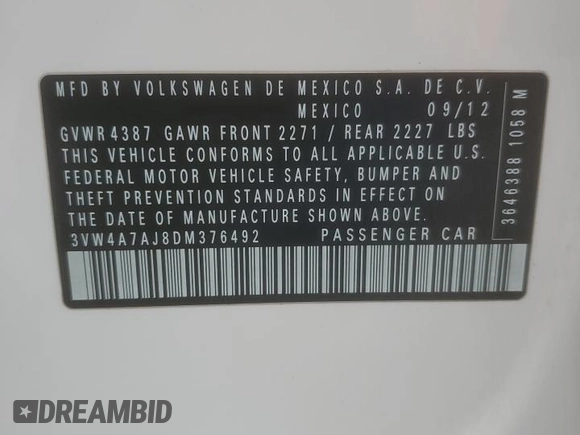 MFD BY VOLKSWAGEN DE MEXICO S.A. DE C.V.
MEXICO 09/12
GVWR 4387 GAWR FRONT 2271 / REAR 2227 LBS
THIS VEHICLE CONFORMS TO ALL APPLICABLE U.S.
FEDERAL MOTOR VEHICLE SAFETY, BUMPER AND
THEFT PREVENTION STANDARDS IN EFFECT ON
THE DATE OF MANUFACTURE SHOWN ABOVE.
3VW4A7AJ8DM376492 PASSENGER CAR
3646388 1058 M
DREAMBID